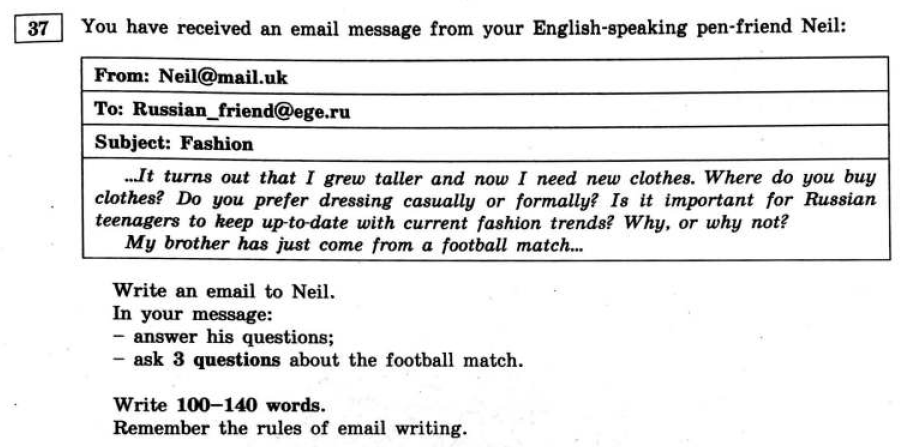 37 You have received an email message from your English-speaking pen-friend Neil:
From: Neil@mail.uk
To: Russian_friend@ege.ru
Subject: Fashion
...It turns out that I grew taller and now I need new clothes. Where do you buy
clothes? Do you prefer dressing casually or formally? Is it important for Russian
teenagers to keep up-to-date with current fashion trends? Why, or why not?
My brother has just come from a football match...
Write an email to Neil.
In your message:
– answer his questions;
– ask 3 questions about the football match.
Write 100–140 words.
Remember the rules of email writing.